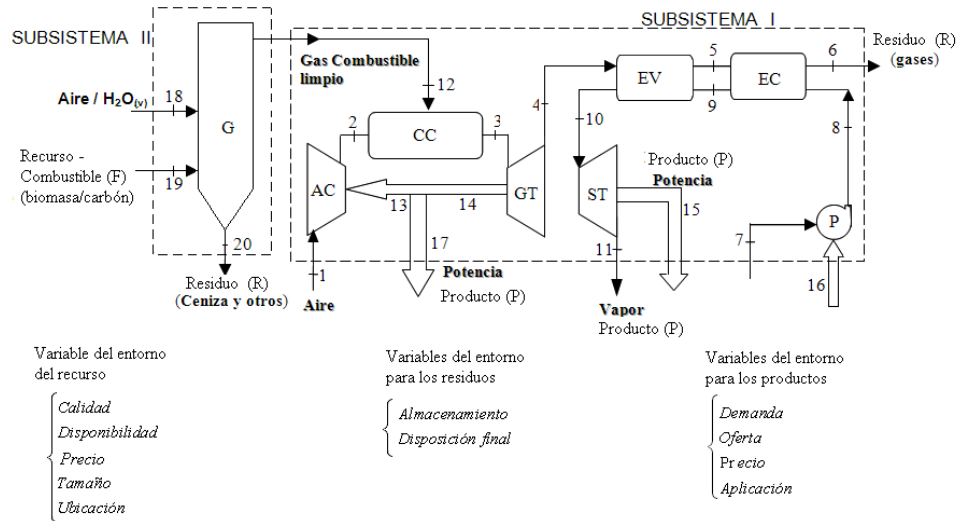 SUBSISTEMA I
SUBSISTEMA II
Gas Combustible
limpio
Residuo (R)
(gases)
Aire / H₂O(v)
Recurso -
Combustible (F)
(biomasa/carbón)
Residuo (R)
(Ceniza y otros)
G
CC
AC
GT
EV
EC
ST
P
1
2
3
4
5
6
7
8
9
10
11
12
13
14
15
16
17
18
19
20
Aire
Potencia
Producto (P)
Producto (P)
Potencia
Vapor
Producto (P)
Variable del entorno
del recurso
Calidad
Disponibilidad
Precio
Tamaño
Ubicación
Variables del entorno
para los residuos
Almacenamiento
Disposición final
Variables del entorno
para los productos
Demanda
Oferta
Precio
Aplicación